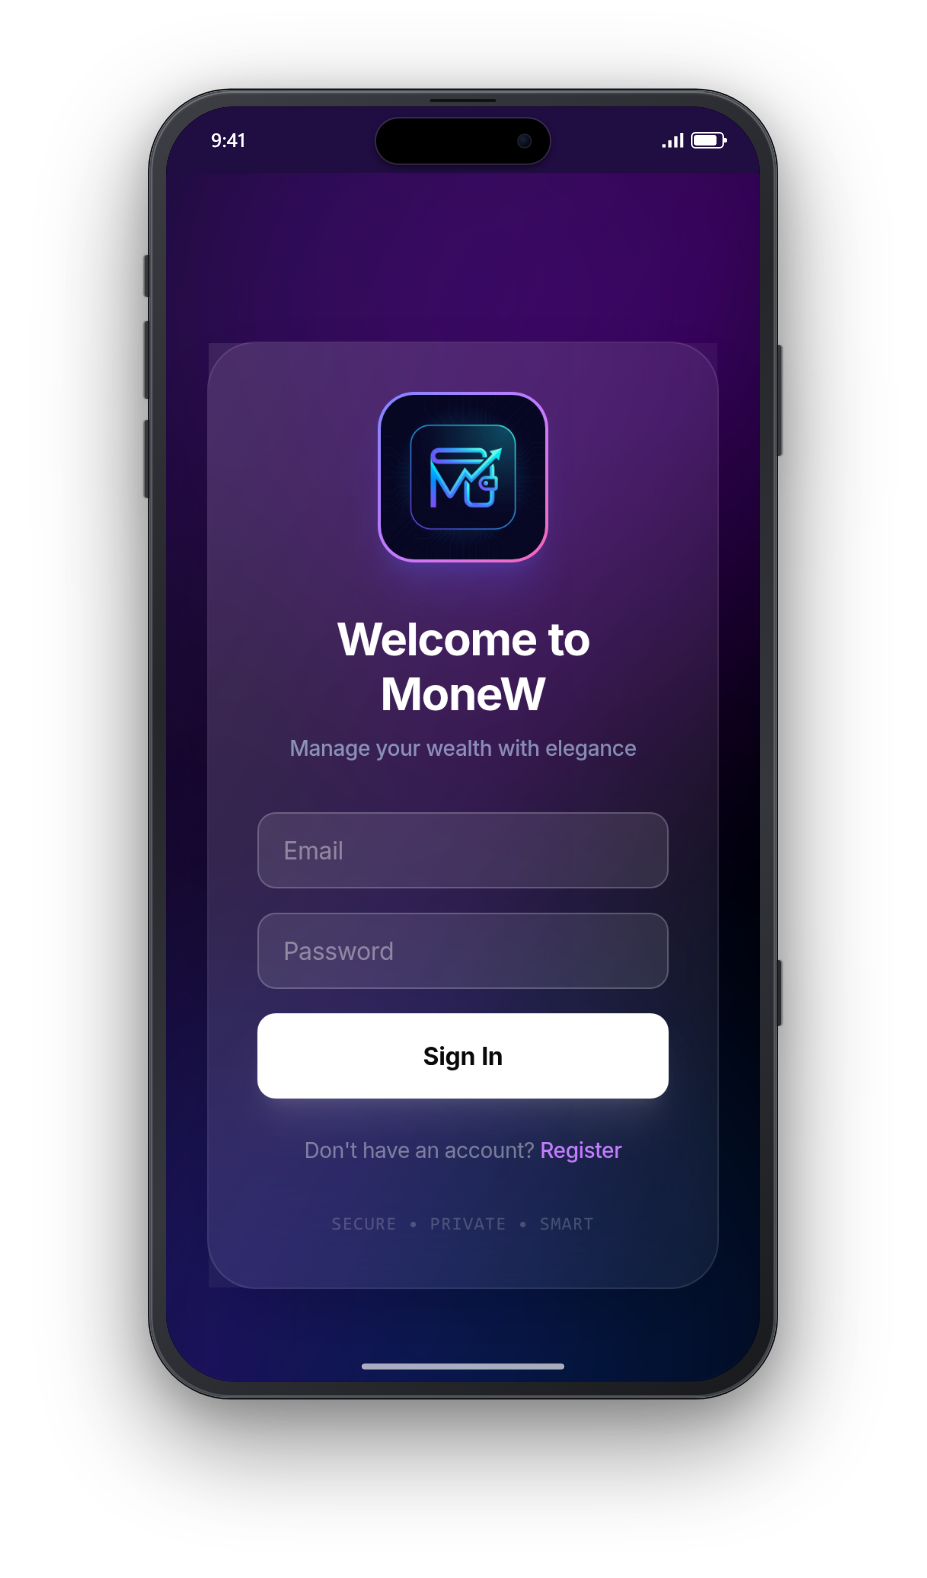 9:41
Welcome to
MoneW
Manage your wealth with elegance
Email
Password
Sign In
Don't have an account? Register
SECURE • PRIVATE • SMART